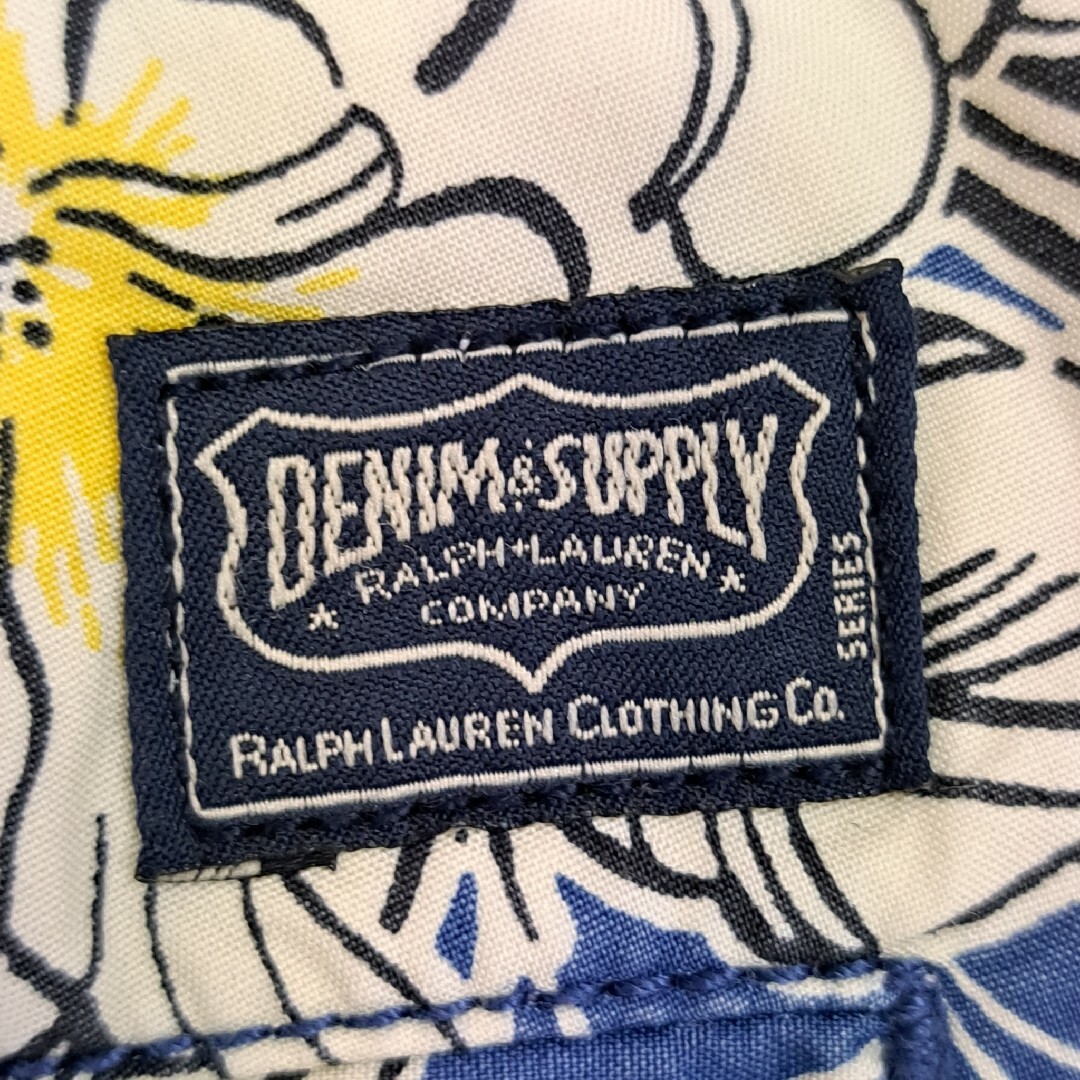 DENIM & SUPPLY
RALPH + LAUREN
COMPANY
SERIES
RALPH LAUREN CLOTHING CO.